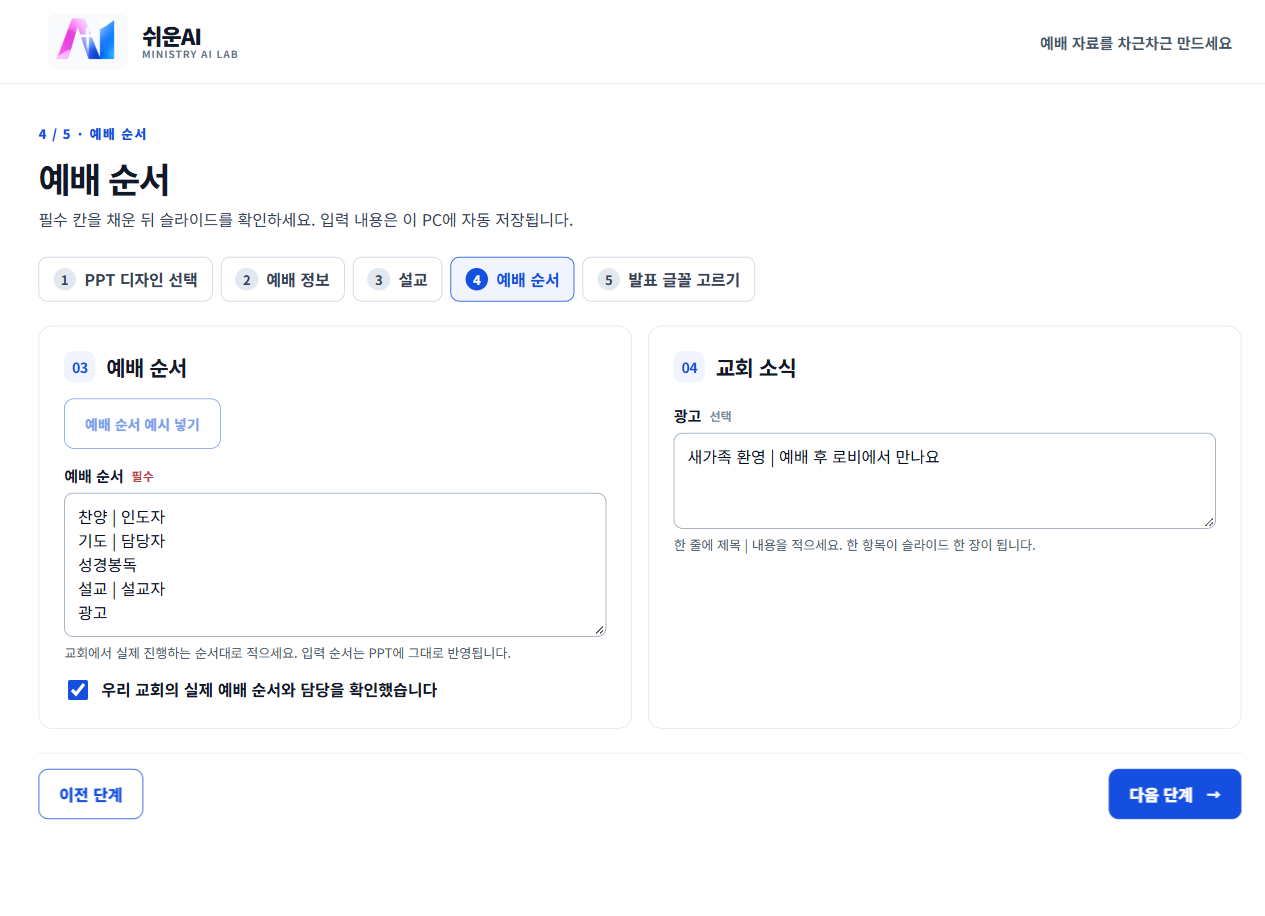 쉬운AI
MINISTRY AI LAB
예배 자료를 차근차근 만드세요
4 / 5 · 예배 순서
예배 순서
필수 칸을 채운 뒤 슬라이드를 확인하세요. 입력 내용은 이 PC에 자동 저장됩니다.
1 PPT 디자인 선택
2 예배 정보
3 설교
4 예배 순서
5 발표 글꼴 고르기
03 예배 순서
예배 순서 예시 넣기
예배 순서 필수
찬양 | 인도자
기도 | 담당자
성경봉독
설교 | 설교자
광고
교회에서 실제 진행하는 순서대로 적으세요. 입력 순서는 PPT에 그대로 반영됩니다.
우리 교회의 실제 예배 순서와 담당을 확인했습니다
04 교회 소식
광고 선택
새가족 환영 | 예배 후 로비에서 만나요
한 줄에 제목 | 내용을 적으세요. 한 항목이 슬라이드 한 장이 됩니다.
이전 단계
다음 단계 →